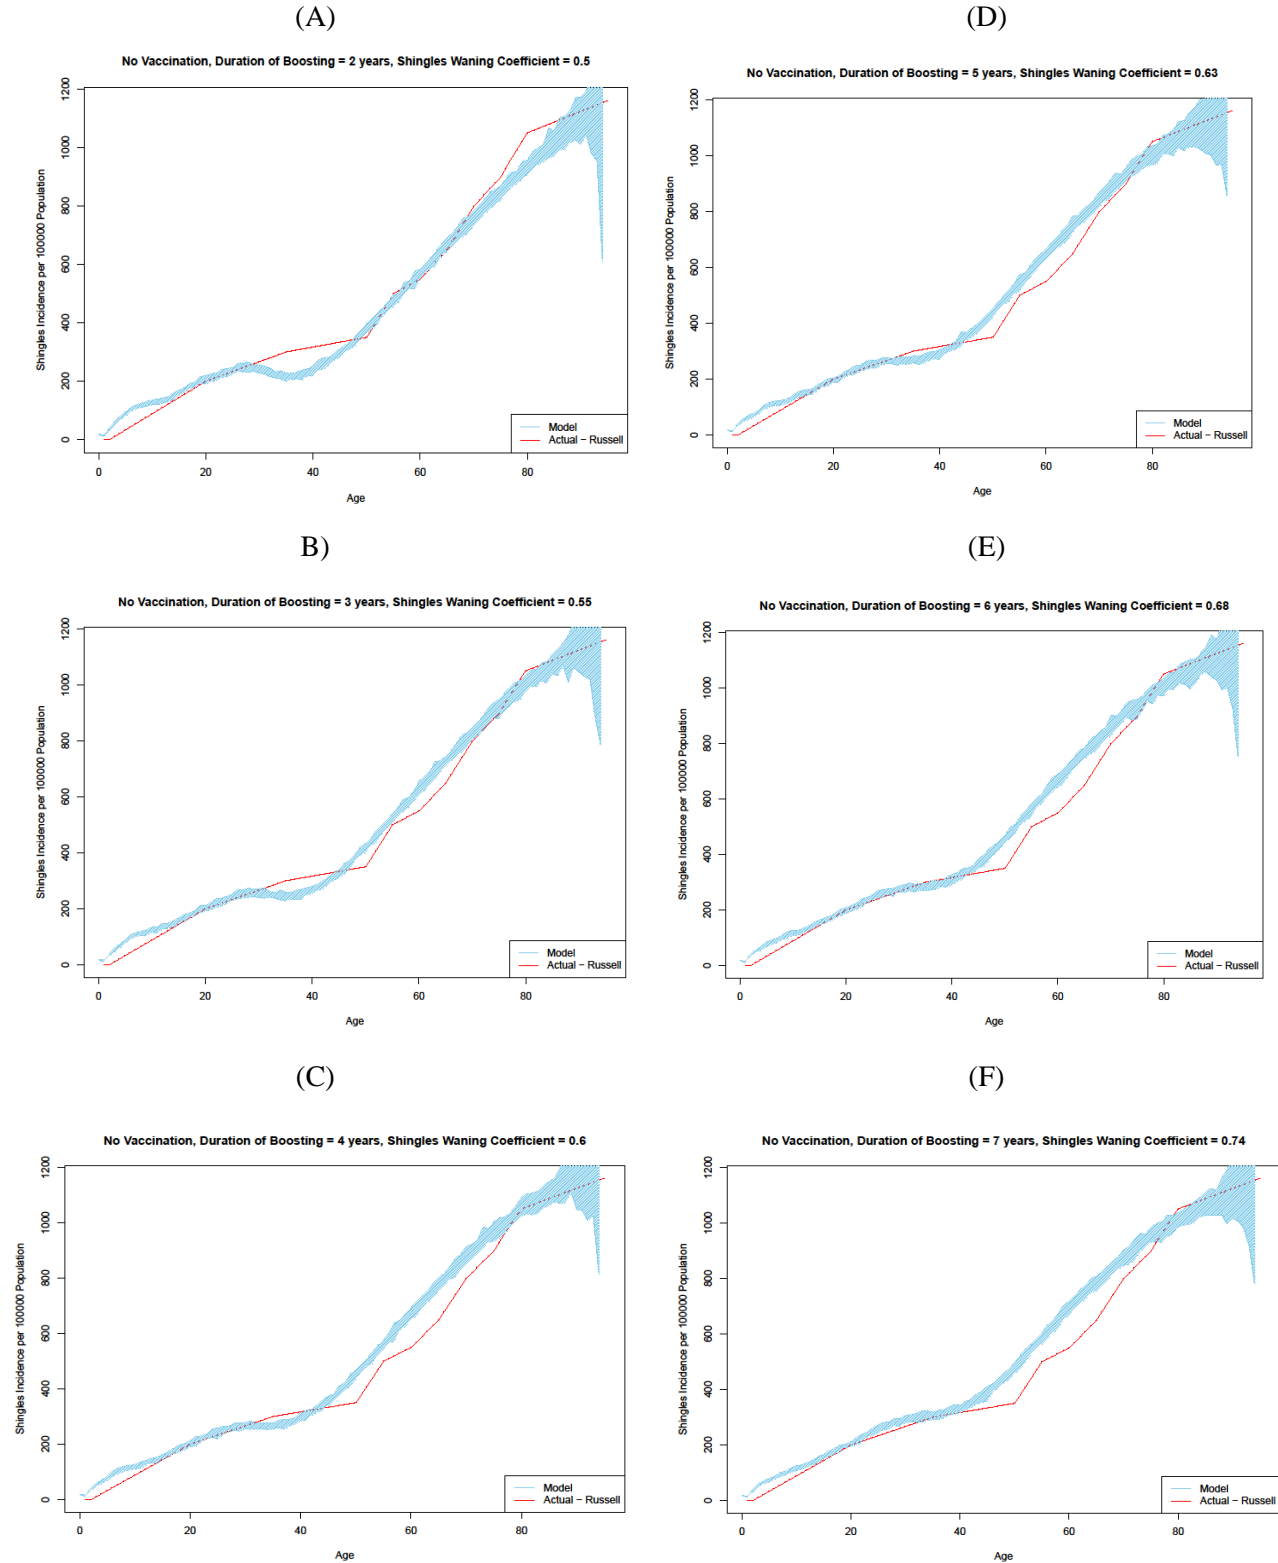 (A)
No Vaccination, Duration of Boosting = 2 years, Shingles Waning Coefficient = 0.5
Shingles Incidence per 100000 Population
1200
1000
800
600
400
200
0
0 20 40 60 80
Age
Model
Actual − Russell
B)
No Vaccination, Duration of Boosting = 3 years, Shingles Waning Coefficient = 0.55
Shingles Incidence per 100000 Population
1200
1000
800
600
400
200
0
0 20 40 60 80
Age
Model
Actual − Russell
(C)
No Vaccination, Duration of Boosting = 4 years, Shingles Waning Coefficient = 0.6
Shingles Incidence per 100000 Population
1200
1000
800
600
400
200
0
0 20 40 60 80
Age
Model
Actual − Russell
(D)
No Vaccination, Duration of Boosting = 5 years, Shingles Waning Coefficient = 0.63
Shingles Incidence per 100000 Population
1200
1000
800
600
400
200
0
0 20 40 60 80
Age
Model
Actual − Russell
(E)
No Vaccination, Duration of Boosting = 6 years, Shingles Waning Coefficient = 0.68
Shingles Incidence per 100000 Population
1200
1000
800
600
400
200
0
0 20 40 60 80
Age
Model
Actual − Russell
(F)
No Vaccination, Duration of Boosting = 7 years, Shingles Waning Coefficient = 0.74
Shingles Incidence per 100000 Population
1200
1000
800
600
400
200
0
0 20 40 60 80
Age
Model
Actual − Russell